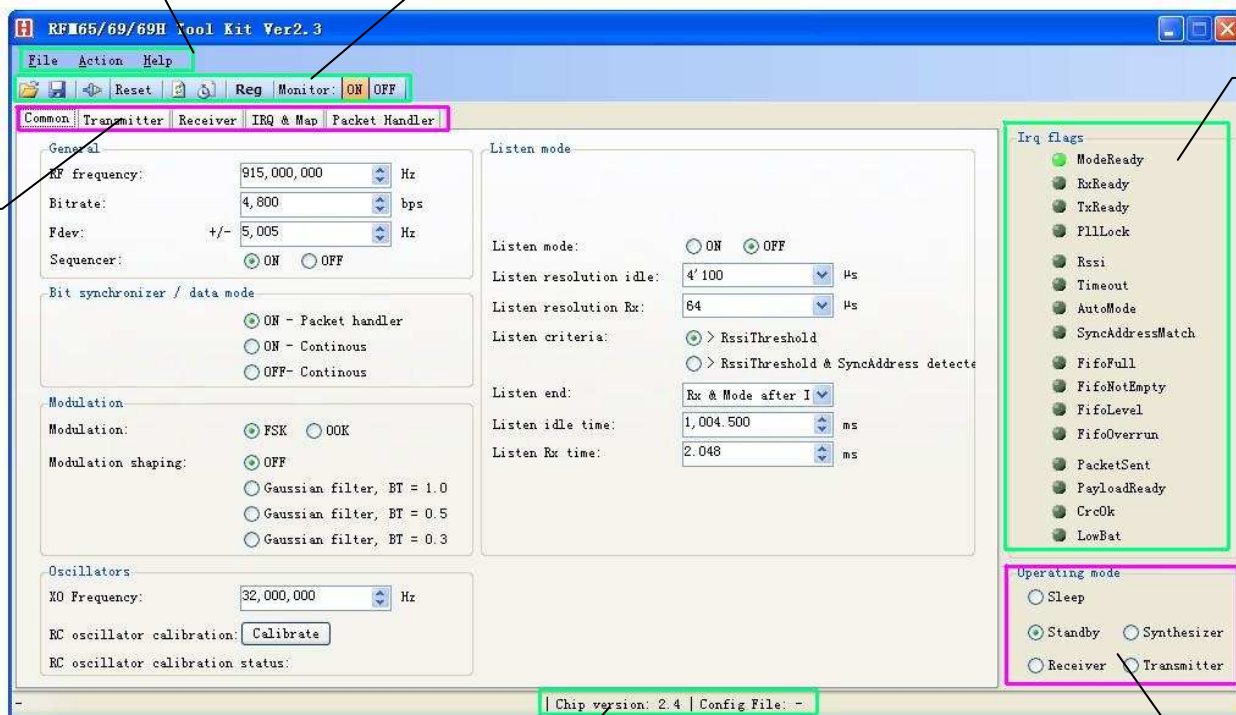 RFM65/69/69H Tool Kit Ver2.3
File Action Help
Reset Reg Monitor: ON OFF
Common Transmitter Receiver IRQ & Map Packet Handler
General
RF frequency: 915,000,000 Hz
Bitrate: 4,800 bps
Fdev: +/- 5,005 Hz
Sequencer: ON OFF
Bit synchronizer / data mode
ON - Packet handler
ON - Continous
OFF- Continous
Modulation
Modulation: FSK OOK
Modulation shaping: OFF
Gaussian filter, BT = 1.0
Gaussian filter, BT = 0.5
Gaussian filter, BT = 0.3
Oscillators
XO Frequency: 32,000,000 Hz
RC oscillator calibration: Calibrate
RC oscillator calibration status:
Listen mode
Listen mode: ON OFF
Listen resolution idle: 4'100 µs
Listen resolution Rx: 64 µs
Listen criteria: > RssiThreshold
> RssiThreshold & SyncAddress detecte
Listen end: Rx & Mode after I
Listen idle time: 1,004.500 ms
Listen Rx time: 2.048 ms
Irq flags
ModeReady
RxReady
TxReady
PllLock
Rssi
Timeout
AutoMode
SyncAddressMatch
FifoFull
FifoNotEmpty
FifoLevel
FifoOverrun
PacketSent
PayloadReady
CrcOk
LowBat
Operating mode
Sleep
Standby Synthesizer
Receiver Transmitter
- | Chip version: 2.4 | Config File: -